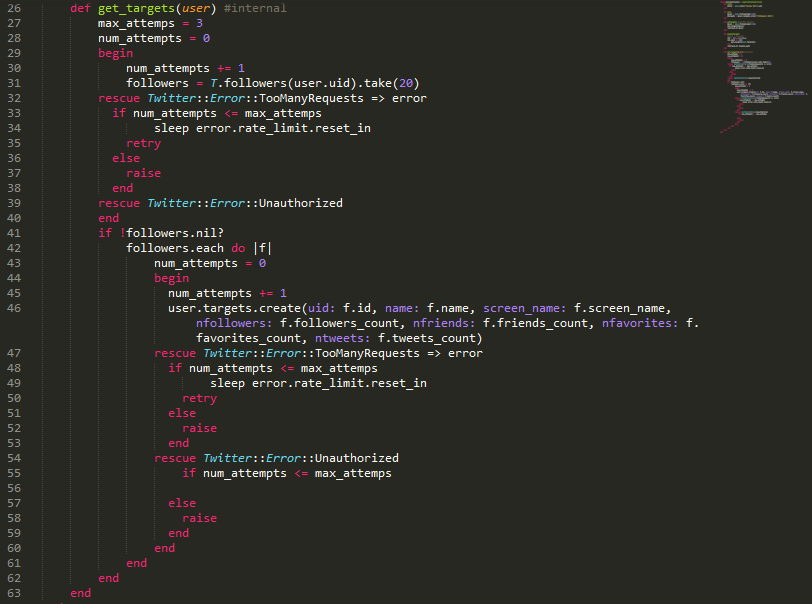 26 def get_targets(user) #internal
27 max_attemps = 3
28 num_attempts = 0
29 begin
30 num_attempts += 1
31 followers = T.followers(user.uid).take(20)
32 rescue Twitter::Error::TooManyRequests => error
33 if num_attempts <= max_attemps
34 sleep error.rate_limit.reset_in
35 retry
36 else
37 raise
38 end
39 rescue Twitter::Error::Unauthorized
40 end
41 if !followers.nil?
42 followers.each do |f|
43 num_attempts = 0
44 begin
45 num_attempts += 1
46 user.targets.create(uid: f.id, name: f.name, screen_name: f.screen_name,
nfollowers: f.followers_count, nfriends: f.friends_count, nfavorites: f.
favorites_count, ntweets: f.tweets_count)
47 rescue Twitter::Error::TooManyRequests => error
48 if num_attempts <= max_attemps
49 sleep error.rate_limit.reset_in
50 retry
51 else
52 raise
53 end
54 rescue Twitter::Error::Unauthorized
55 if num_attempts <= max_attemps
56
57 else
58 raise
59 end
60 end
61 end
62 end
63 end